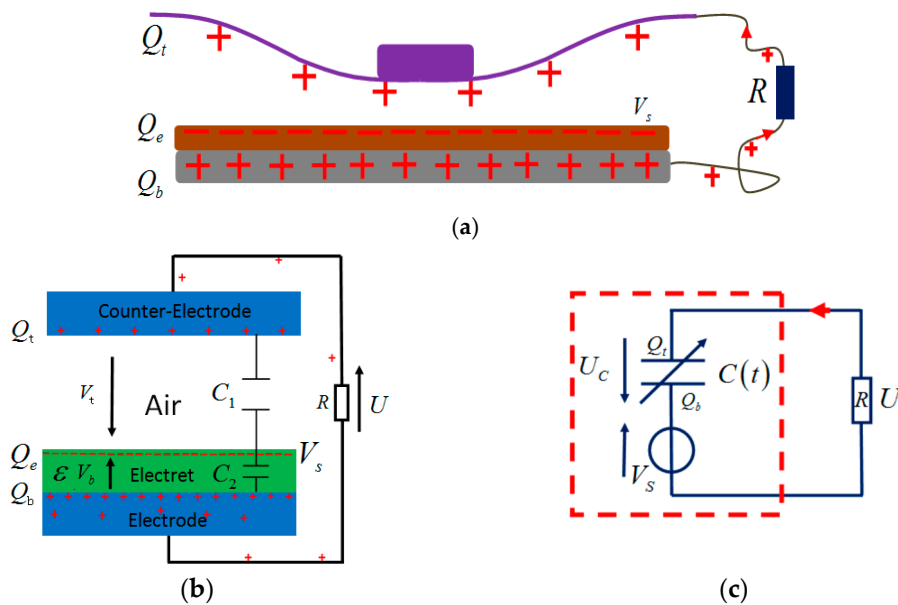 Q_t
Q_e
V_s
R
Q_b
(a)
Counter-Electrode
Q_t
V_t
Air
C_1
R
U
Q_e
V_s
ε V_b
Electret
C_2
Q_b
Electrode
(b)
Q_t
U_C
C(t)
Q_b
R
U
V_S
(c)